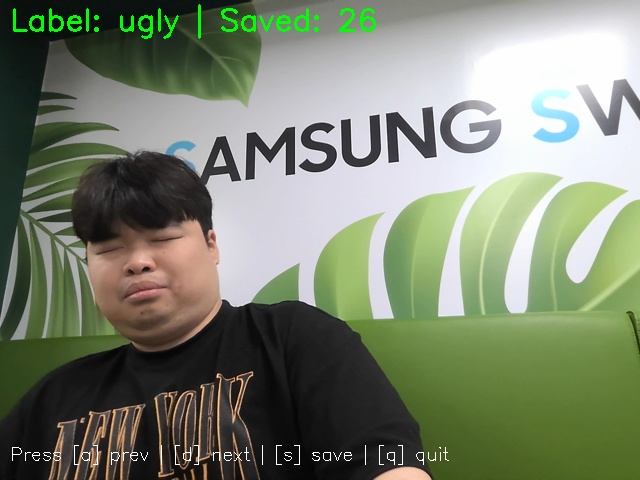 Label: ugly | Saved: 26
SAMSUNG SW
NEW YORK
Press [a] prev | [d] next | [s] save | [q] quit